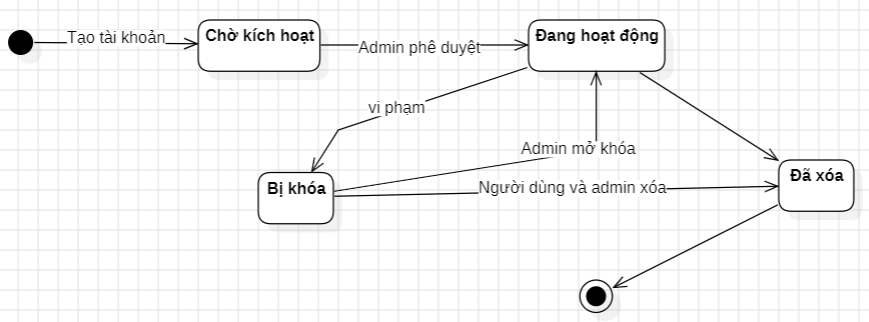 Tạo tài khoản
Chờ kích hoạt
Admin phê duyệt
Đang hoạt động
vi phạm
Admin mở khóa
Bị khóa
Người dùng và admin xóa
Đã xóa